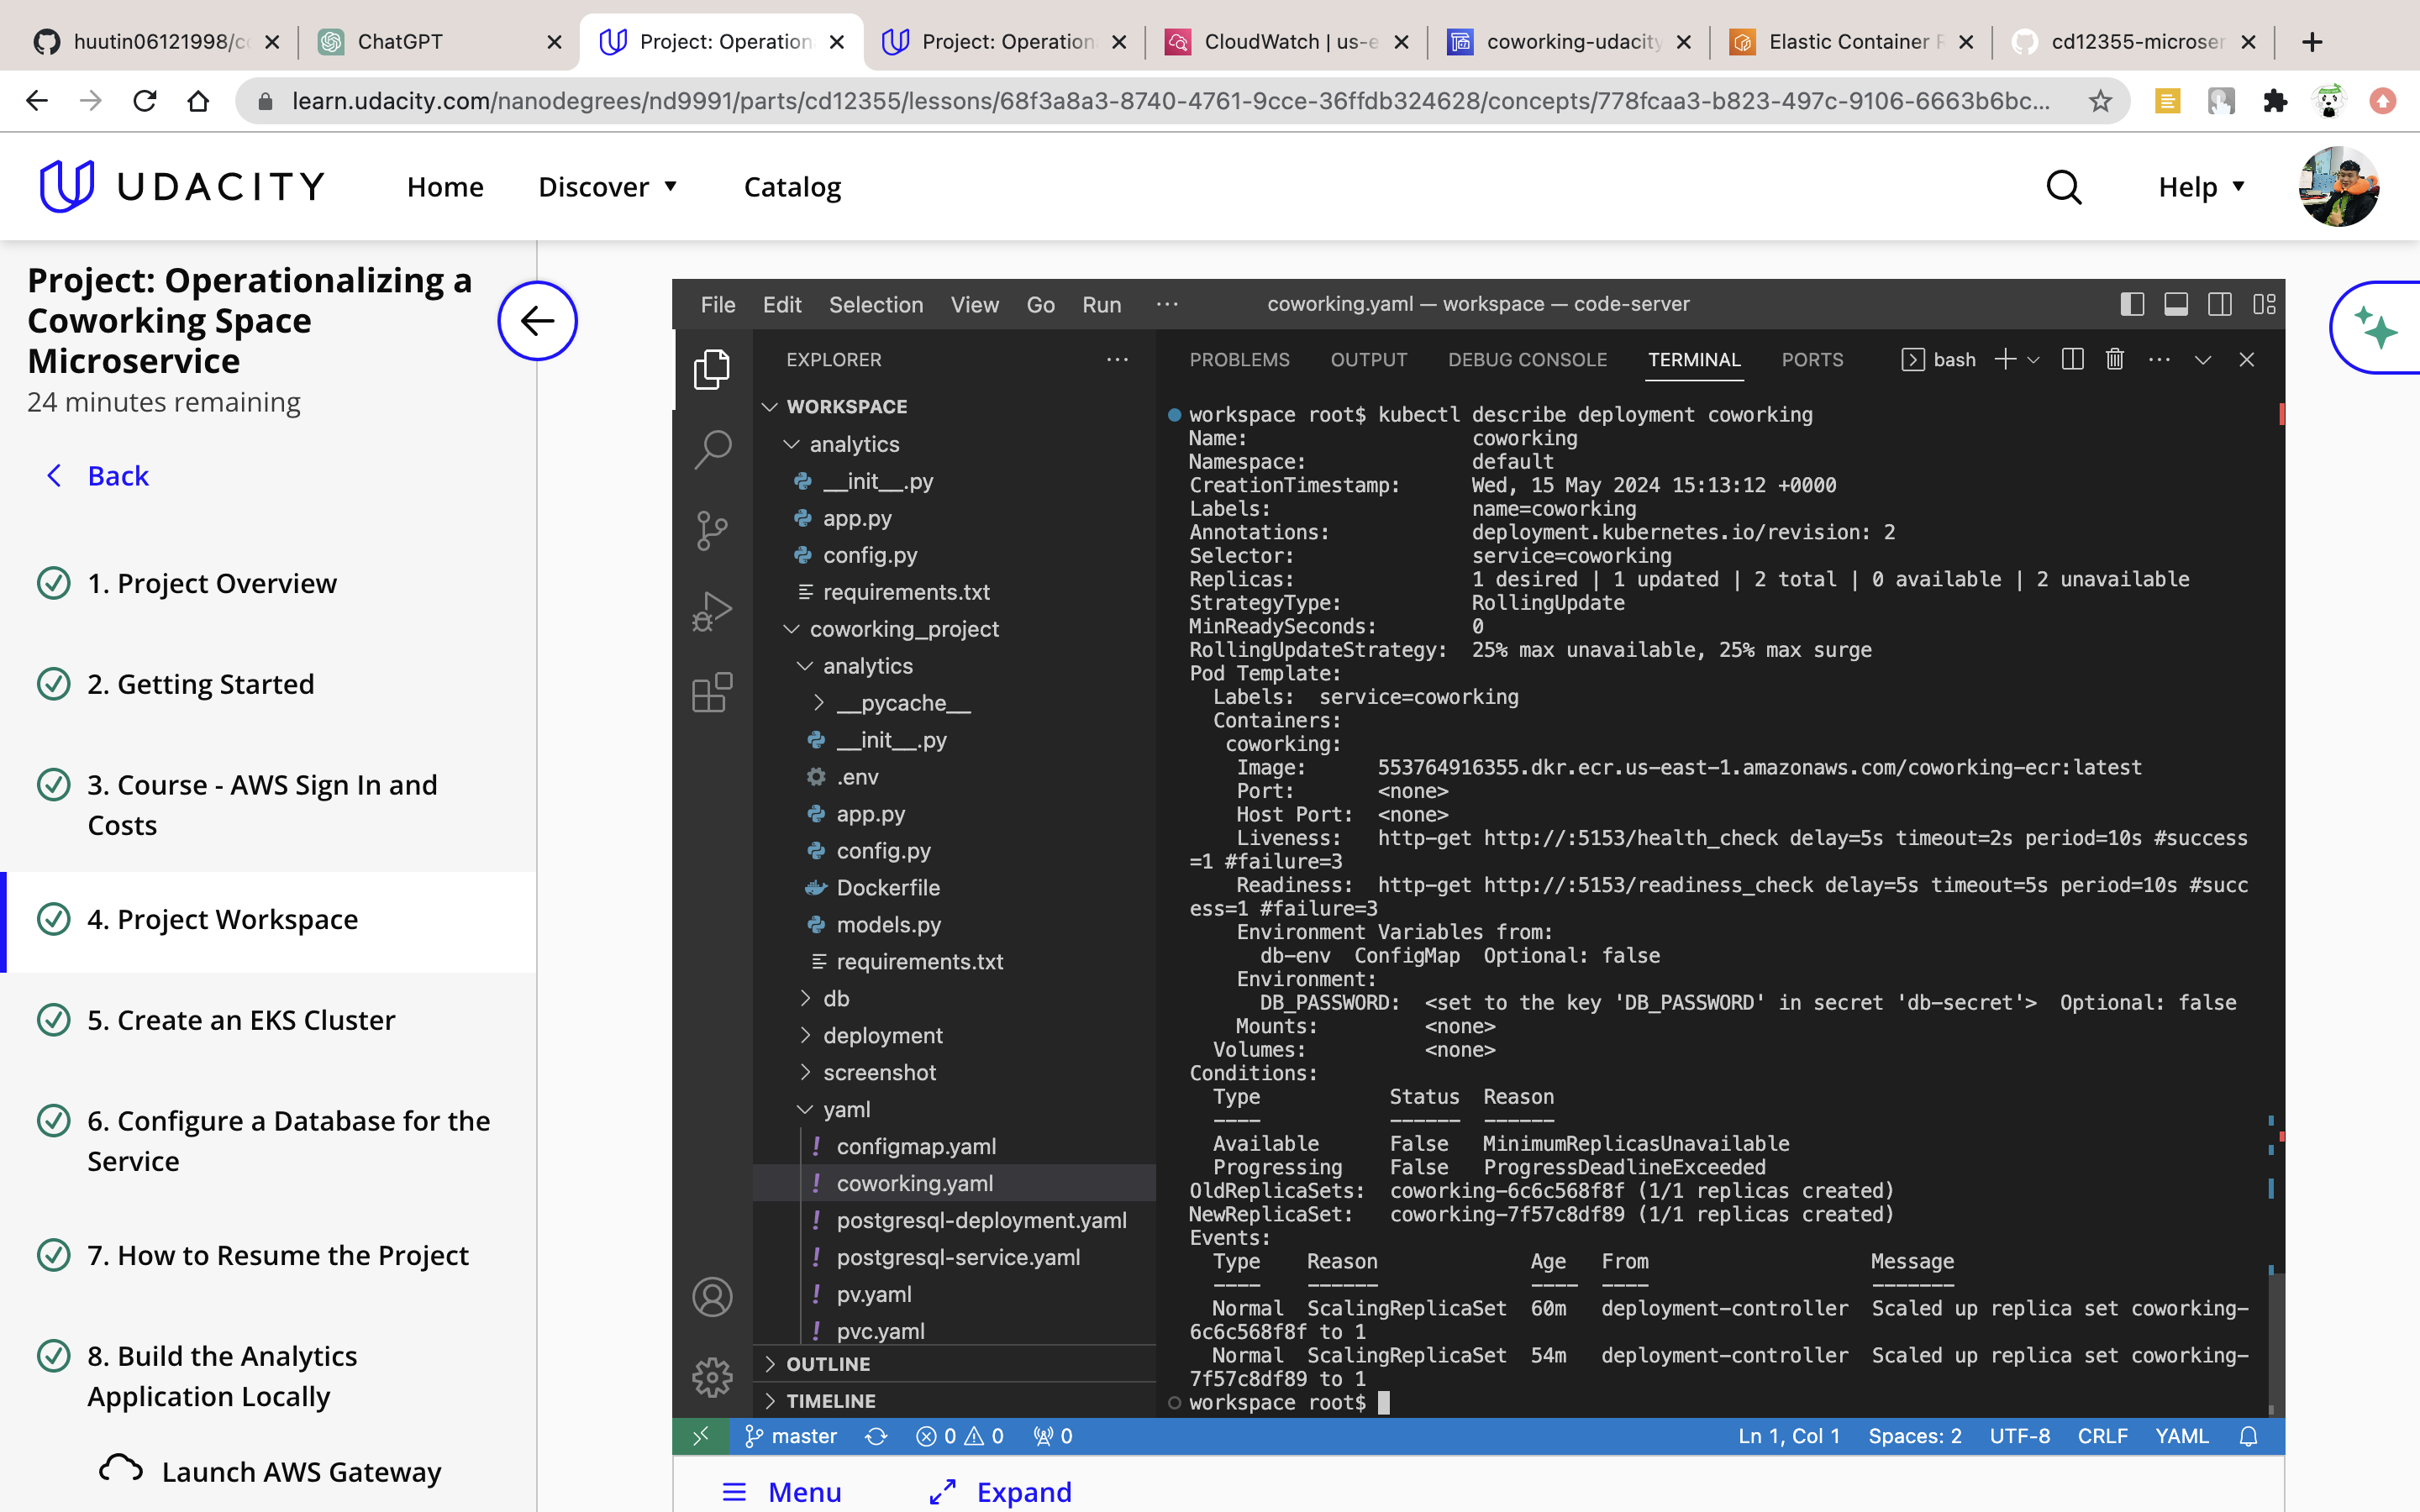 huutin06121998/c
ChatGPT
Project: Operation
Project: Operation
CloudWatch | us-e
coworking-udacity
Elastic Container
cd12355-microser
learn.udacity.com/nanodegrees/nd9991/parts/cd12355/lessons/68f3a8a3-8740-4761-9cce-36ffdb324628/concepts/778fcaa3-b823-497c-9106-6663b6bc...
UDACITY
Home
Discover
Catalog
Help
Project: Operationalizing a
Coworking Space
Microservice
24 minutes remaining
Back
1. Project Overview
2. Getting Started
3. Course - AWS Sign In and
Costs
4. Project Workspace
5. Create an EKS Cluster
6. Configure a Database for the
Service
7. How to Resume the Project
8. Build the Analytics
Application Locally
Launch AWS Gateway
File Edit Selection View Go Run ···
coworking.yaml — workspace — code-server
EXPLORER
WORKSPACE
analytics
__init__.py
app.py
config.py
requirements.txt
coworking_project
analytics
__pycache__
__init__.py
.env
app.py
config.py
Dockerfile
models.py
requirements.txt
db
deployment
screenshot
yaml
! configmap.yaml
! coworking.yaml
! postgresql-deployment.yaml
! postgresql-service.yaml
! pv.yaml
! pvc.yaml
OUTLINE
TIMELINE
PROBLEMS OUTPUT DEBUG CONSOLE TERMINAL PORTS
bash
workspace root$ kubectl describe deployment coworking
Name: coworking
Namespace: default
CreationTimestamp: Wed, 15 May 2024 15:13:12 +0000
Labels: name=coworking
Annotations: deployment.kubernetes.io/revision: 2
Selector: service=coworking
Replicas: 1 desired | 1 updated | 2 total | 0 available | 2 unavailable
StrategyType: RollingUpdate
MinReadySeconds: 0
RollingUpdateStrategy: 25% max unavailable, 25% max surge
Pod Template:
Labels: service=coworking
Containers:
coworking:
Image: 553764916355.dkr.ecr.us-east-1.amazonaws.com/coworking-ecr:latest
Port: <none>
Host Port: <none>
Liveness: http-get http://:5153/health_check delay=5s timeout=2s period=10s #success
=1 #failure=3
Readiness: http-get http://:5153/readiness_check delay=5s timeout=5s period=10s #succ
ess=1 #failure=3
Environment Variables from:
db-env ConfigMap Optional: false
Environment:
DB_PASSWORD: <set to the key 'DB_PASSWORD' in secret 'db-secret'> Optional: false
Mounts: <none>
Volumes: <none>
Conditions:
Type Status Reason
---- ------ ------
Available False MinimumReplicasUnavailable
Progressing False ProgressDeadlineExceeded
OldReplicaSets: coworking-6c6c568f8f (1/1 replicas created)
NewReplicaSet: coworking-7f57c8df89 (1/1 replicas created)
Events:
Type Reason Age From Message
---- ------ ---- ---- -------
Normal ScalingReplicaSet 60m deployment-controller Scaled up replica set coworking-
6c6c568f8f to 1
Normal ScalingReplicaSet 54m deployment-controller Scaled up replica set coworking-
7f57c8df89 to 1
workspace root$
master
0 0 0
Ln 1, Col 1 Spaces: 2 UTF-8 CRLF YAML
Menu
Expand